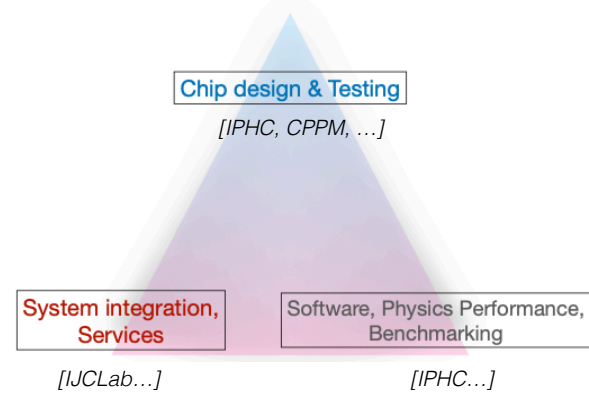 Chip design & Testing
[IPHC, CPPM, …]
System integration,
Services
Software, Physics Performance,
Benchmarking
[IJCLab…]
[IPHC…]